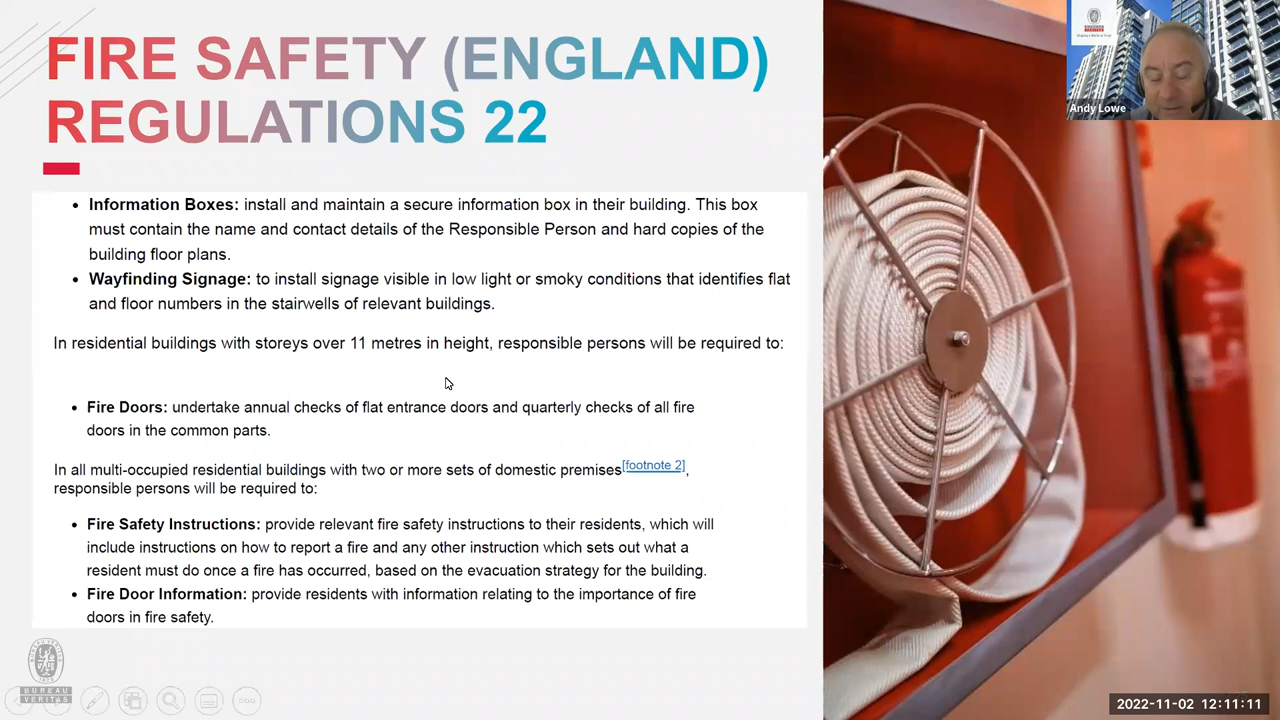 FIRE SAFETY (ENGLAND)
REGULATIONS 22
• Information Boxes: install and maintain a secure information box in their building. This box
must contain the name and contact details of the Responsible Person and hard copies of the
building floor plans.
• Wayfinding Signage: to install signage visible in low light or smoky conditions that identifies flat
and floor numbers in the stairwells of relevant buildings.
In residential buildings with storeys over 11 metres in height, responsible persons will be required to:
• Fire Doors: undertake annual checks of flat entrance doors and quarterly checks of all fire
doors in the common parts.
In all multi-occupied residential buildings with two or more sets of domestic premises[footnote 2],
responsible persons will be required to:
• Fire Safety Instructions: provide relevant fire safety instructions to their residents, which will
include instructions on how to report a fire and any other instruction which sets out what a
resident must do once a fire has occurred, based on the evacuation strategy for the building.
• Fire Door Information: provide residents with information relating to the importance of fire
doors in fire safety.
BUREAU
VERITAS
Andy Lowe
2022-11-02 12:11:11